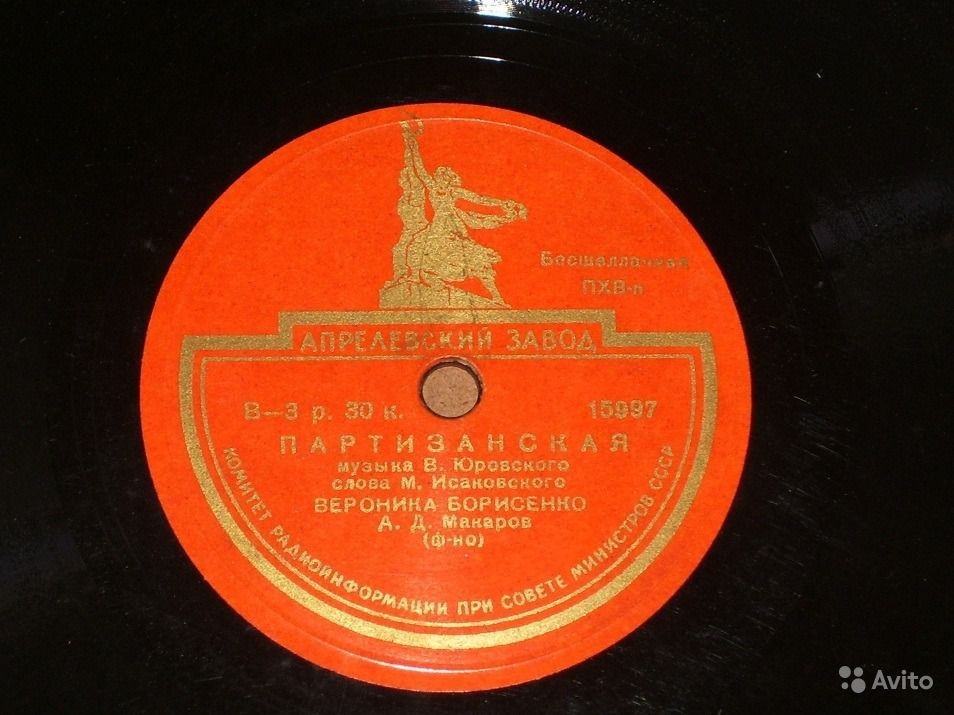 Бесшеллачная
ПХВ-п
АПРЕЛЕВСКИЙ ЗАВОД
В—3 р. 30 к. 15997
ПАРТИЗАНСКАЯ
музыка В. Юровского
слова М. Исаковского
ВЕРОНИКА БОРИСЕНКО
А. Д. Макаров
(ф-но)
КОМИТЕТ РАДИОИНФОРМАЦИИ ПРИ СОВЕТЕ МИНИСТРОВ СССР
Avito